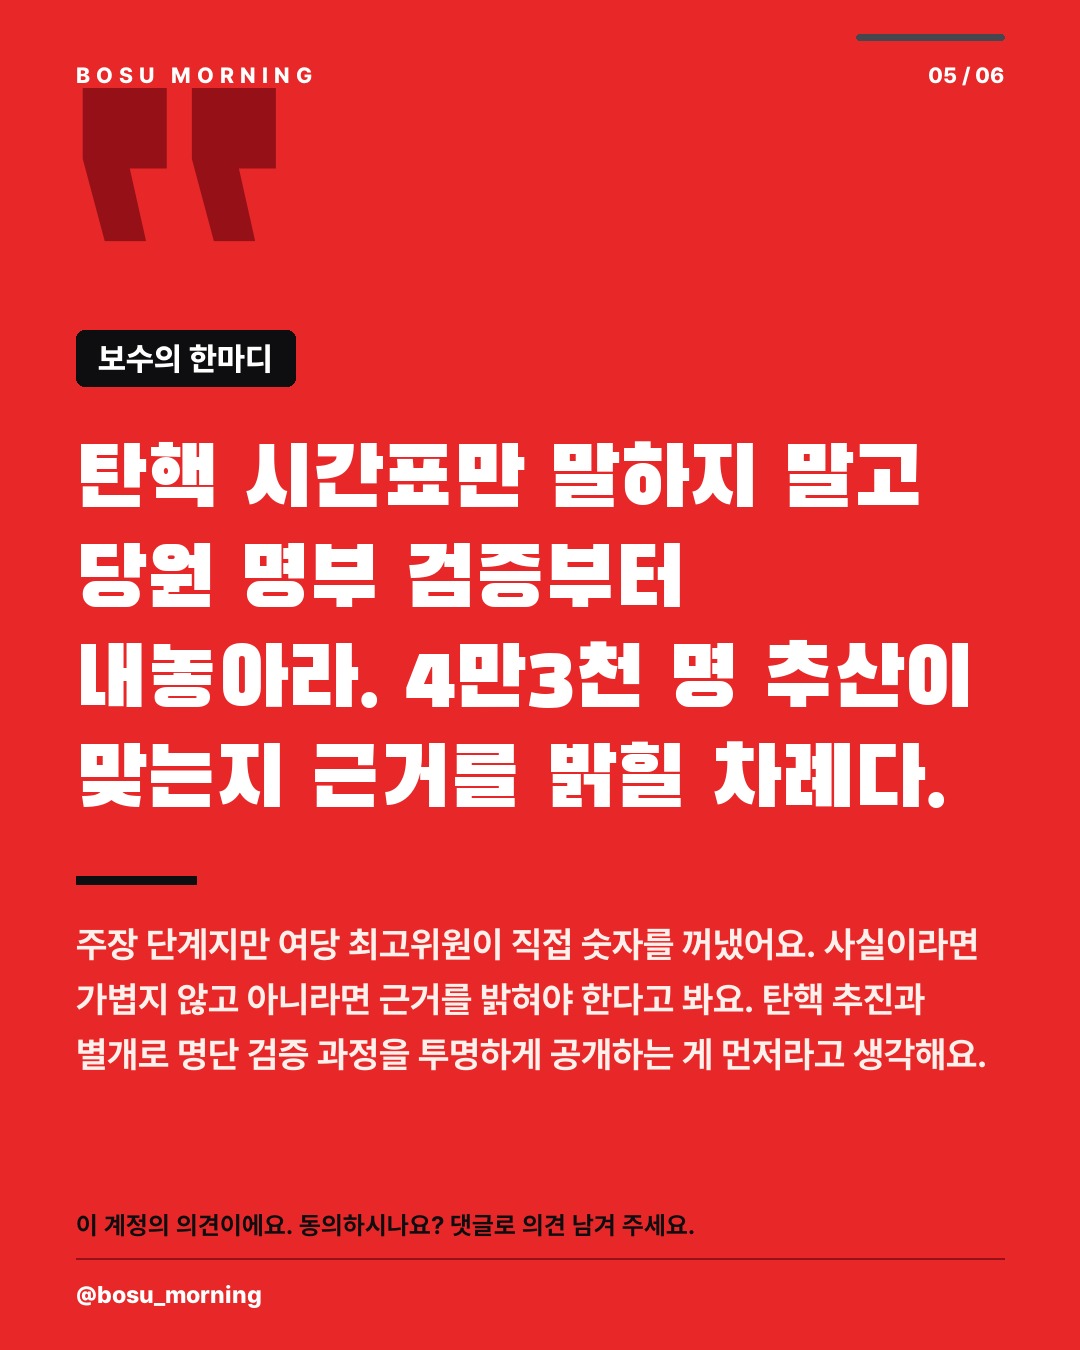 BOSU MORNING
05 / 06
보수의 한마디
탄핵 시간표만 말하지 말고
당원 명부 검증부터
내놓아라. 4만3천 명 추산이
맞는지 근거를 밝힐 차례다.
주장 단계지만 여당 최고위원이 직접 숫자를 꺼냈어요. 사실이라면
가볍지 않고 아니라면 근거를 밝혀야 한다고 봐요. 탄핵 추진과
별개로 명단 검증 과정을 투명하게 공개하는 게 먼저라고 생각해요.
이 계정의 의견이에요. 동의하시나요? 댓글로 의견 남겨 주세요.
@bosu_morning